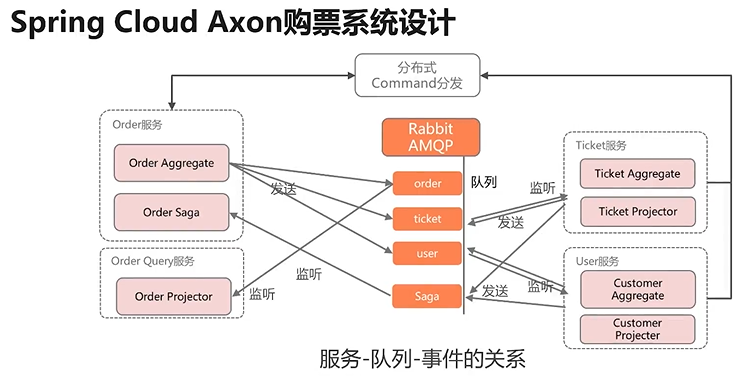 Spring Cloud Axon购票系统设计
分布式
Command分发
Order服务
Order Aggregate
Order Saga
Order Query服务
Order Projector
发送
监听
监听
Rabbit
AMQP
order
队列
ticket
user
Saga
监听
发送
监听
发送
Ticket服务
Ticket Aggregate
Ticket Projector
User服务
Customer
Aggregate
Customer
Projecter
服务-队列-事件的关系